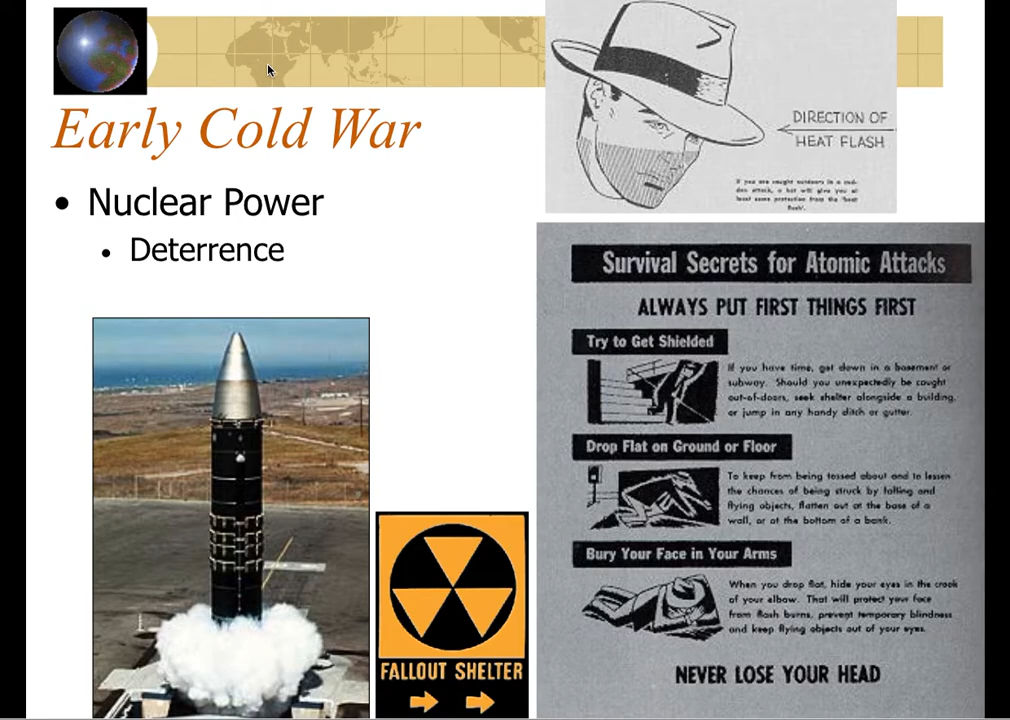 Early Cold War
• Nuclear Power
• Deterrence
DIRECTION OF
HEAT FLASH
If you are caught outdoors in a sud-
den attack, a hat will give you at
least some protection from the 'heat
flash'.
Survival Secrets for Atomic Attacks
ALWAYS PUT FIRST THINGS FIRST
Try to Get Shielded
If you have time, get down in a basement or
subway. Should you unexpectedly be caught
out-of-doors, seek shelter alongside a building,
or jump in any handy ditch or gutter.
Drop Flat on Ground or Floor
To keep from being tossed about and to lessen
the chances of being struck by falling and
flying objects, flatten out at the base of a
wall, or at the bottom of a bank.
Bury Your Face in Your Arms
When you drop flat, hide your eyes in the crook
of your elbow. That will protect your face
from flash burns, prevent temporary blindness
and keep flying objects out of your eyes.
NEVER LOSE YOUR HEAD
FALLOUT SHELTER